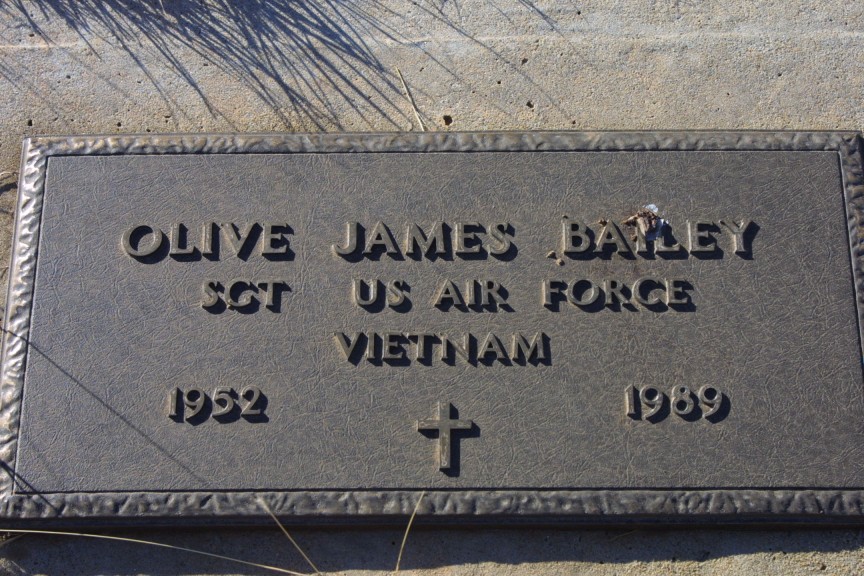 OLIVE JAMES BAILEY
SGT US AIR FORCE
VIETNAM
1952 1989